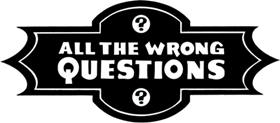 ?
ALL THE WRONG
QUESTIONS
?